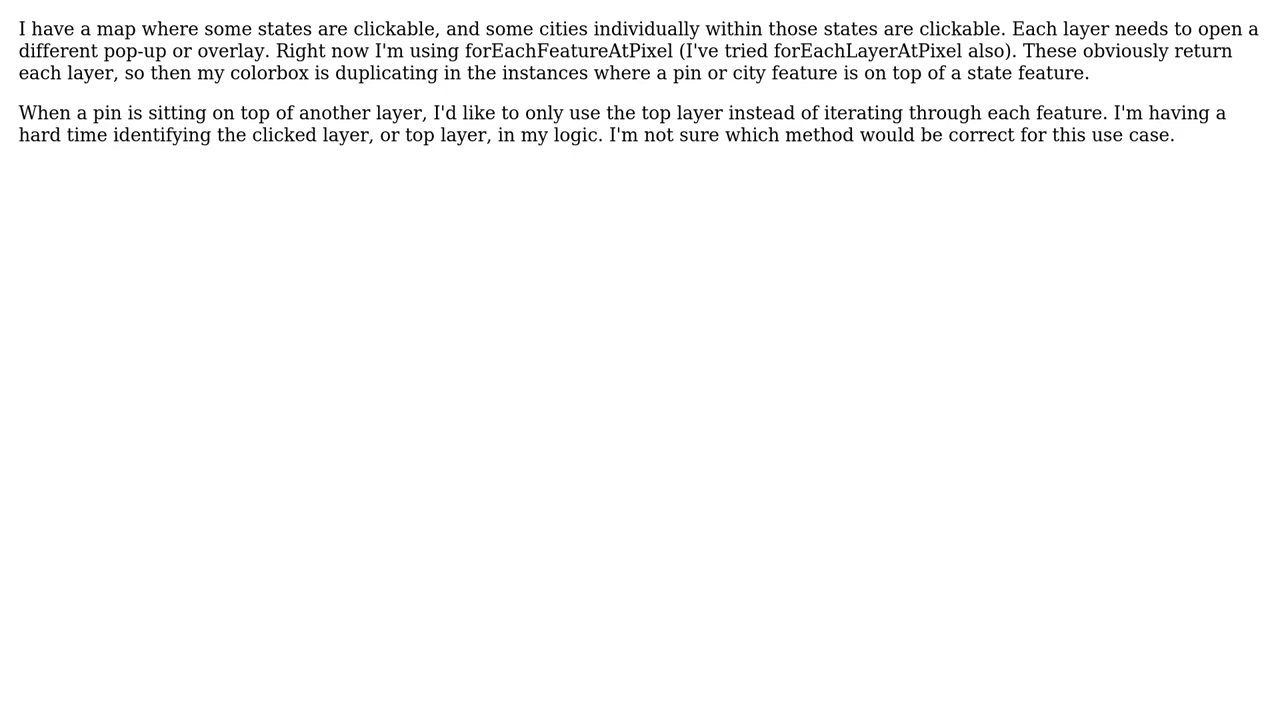 I have a map where some states are clickable, and some cities individually within those states are clickable. Each layer needs to open a
different pop-up or overlay. Right now I'm using forEachFeatureAtPixel (I've tried forEachLayerAtPixel also). These obviously return
each layer, so then my colorbox is duplicating in the instances where a pin or city feature is on top of a state feature.
When a pin is sitting on top of another layer, I'd like to only use the top layer instead of iterating through each feature. I'm having a
hard time identifying the clicked layer, or top layer, in my logic. I'm not sure which method would be correct for this use case.